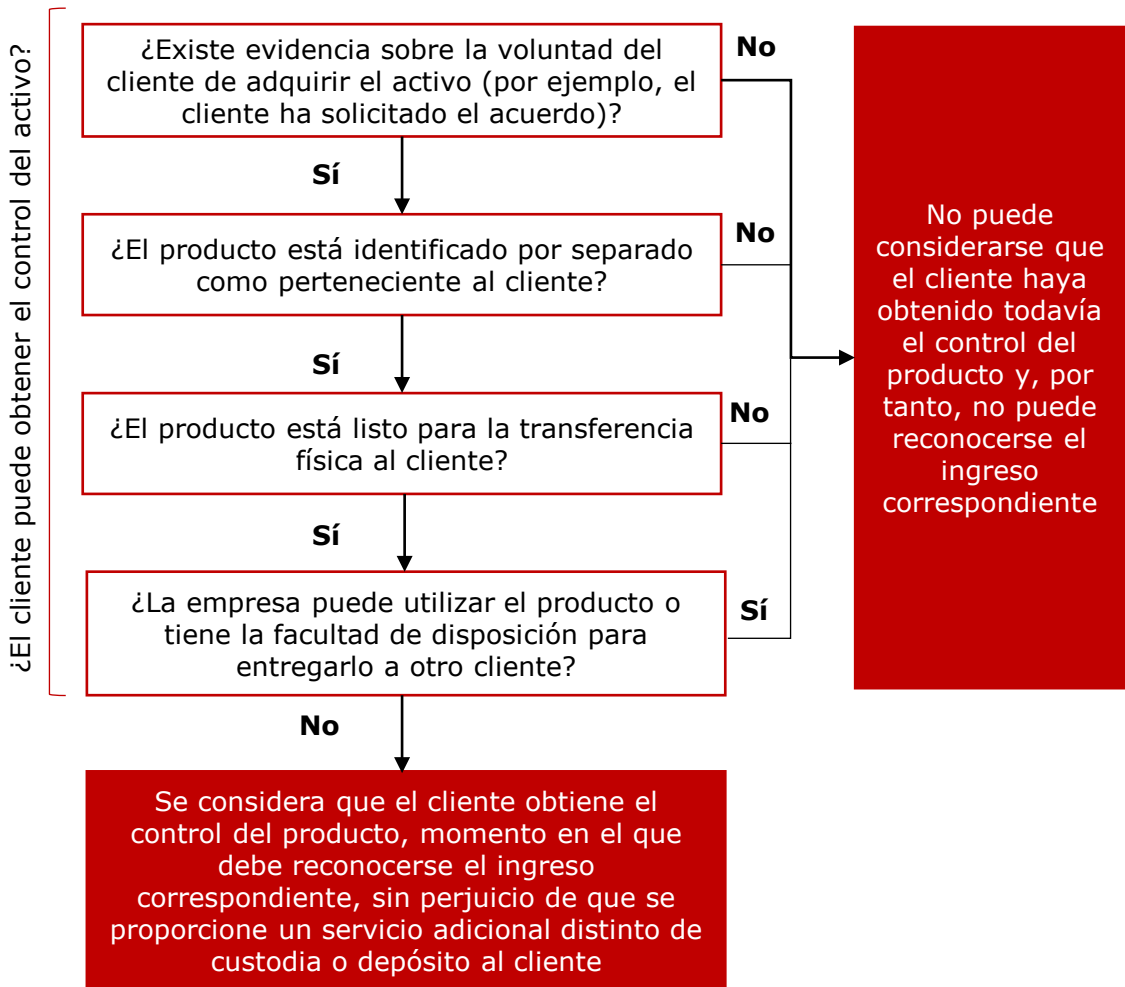 ¿El cliente puede obtener el control del activo?
¿Existe evidencia sobre la voluntad del
cliente de adquirir el activo (por ejemplo, el
cliente ha solicitado el acuerdo)?
No
Sí
¿El producto está identificado por separado
como perteneciente al cliente?
No
Sí
¿El producto está listo para la transferencia
física al cliente?
No
Sí
¿La empresa puede utilizar el producto o
tiene la facultad de disposición para
entregarlo a otro cliente?
Sí
No
No puede
considerarse que
el cliente haya
obtenido todavía
el control del
producto y, por
tanto, no puede
reconocerse el
ingreso
correspondiente
Se considera que el cliente obtiene el
control del producto, momento en el que
debe reconocerse el ingreso
correspondiente, sin perjuicio de que se
proporcione un servicio adicional distinto de
custodia o depósito al cliente